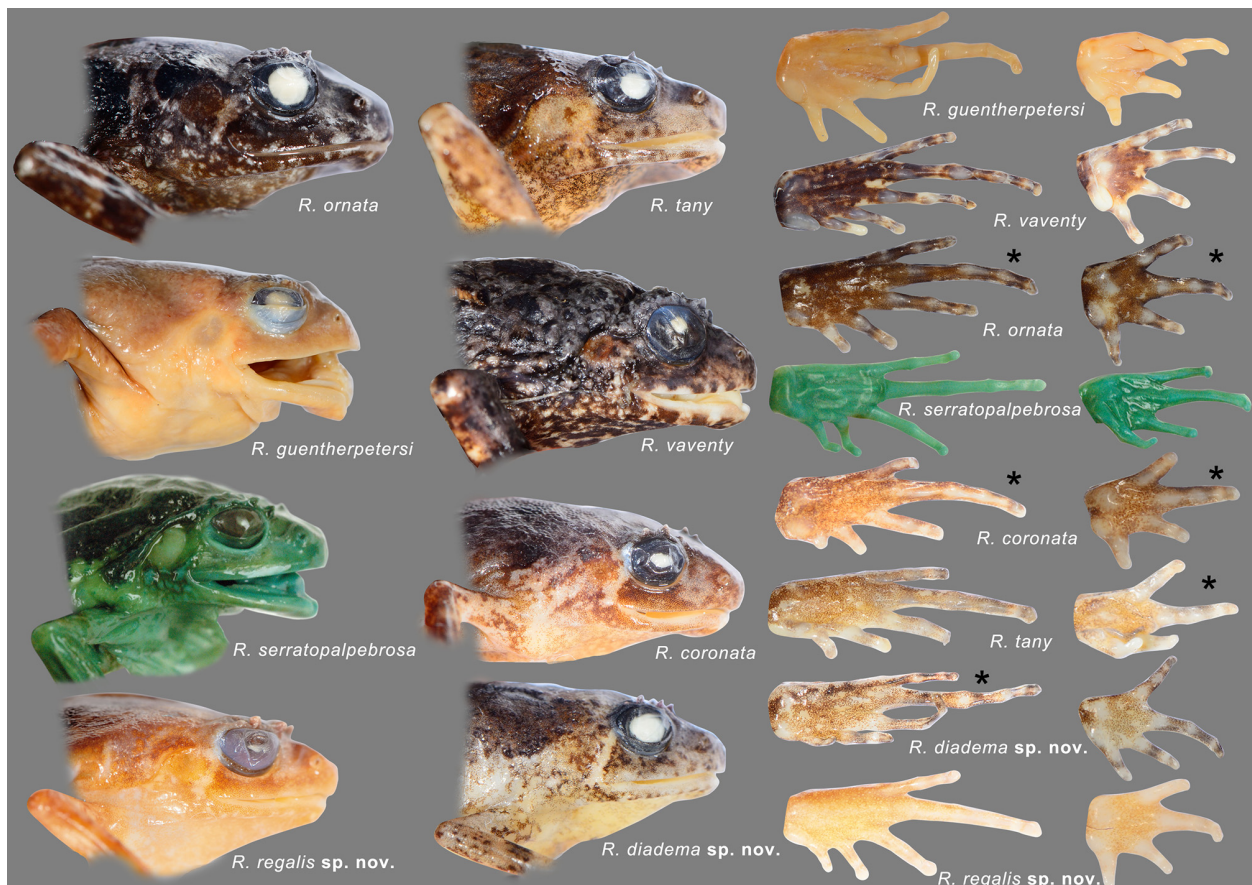 R. ornata
R. tany
R. guentherpetersi
R. vaventy
R. serratopalpebrosa
R. coronata
R. regalis sp. nov.
R. diadema sp. nov.
R. guentherpetersi
R. vaventy
* *
R. ornata
R. serratopalpebrosa
* *
R. coronata
*
R. tany
*
R. diadema sp. nov.
R. regalis sp. nov.